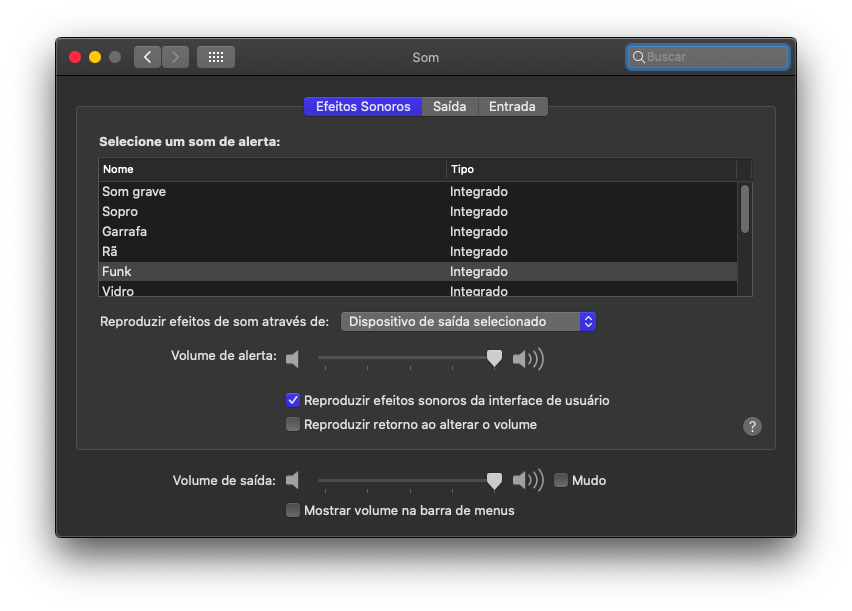 Som
Buscar
Efeitos Sonoros Saída Entrada
Selecione um som de alerta:
Nome Tipo
Som grave Integrado
Sopro Integrado
Garrafa Integrado
Rã Integrado
Funk Integrado
Vidro Integrado
Reproduzir efeitos de som através de: Dispositivo de saída selecionado
Volume de alerta:
Reproduzir efeitos sonoros da interface de usuário
Reproduzir retorno ao alterar o volume
?
Volume de saída: Mudo
Mostrar volume na barra de menus